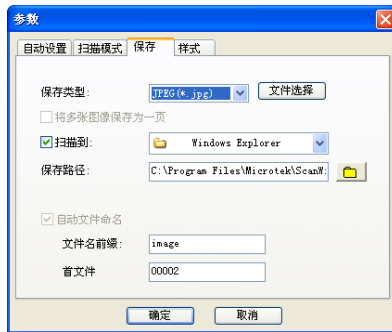 参数
自动设置 扫描模式 保存 样式
保存类型: JPEG(*.jpg) 文件选择
将多张图像保存为一页
扫描到: Windows Explorer
保存路径: C:\Program Files\Microtek\ScanW:
自动文件命名
文件名前缀: image
首文件 00002
确定 取消